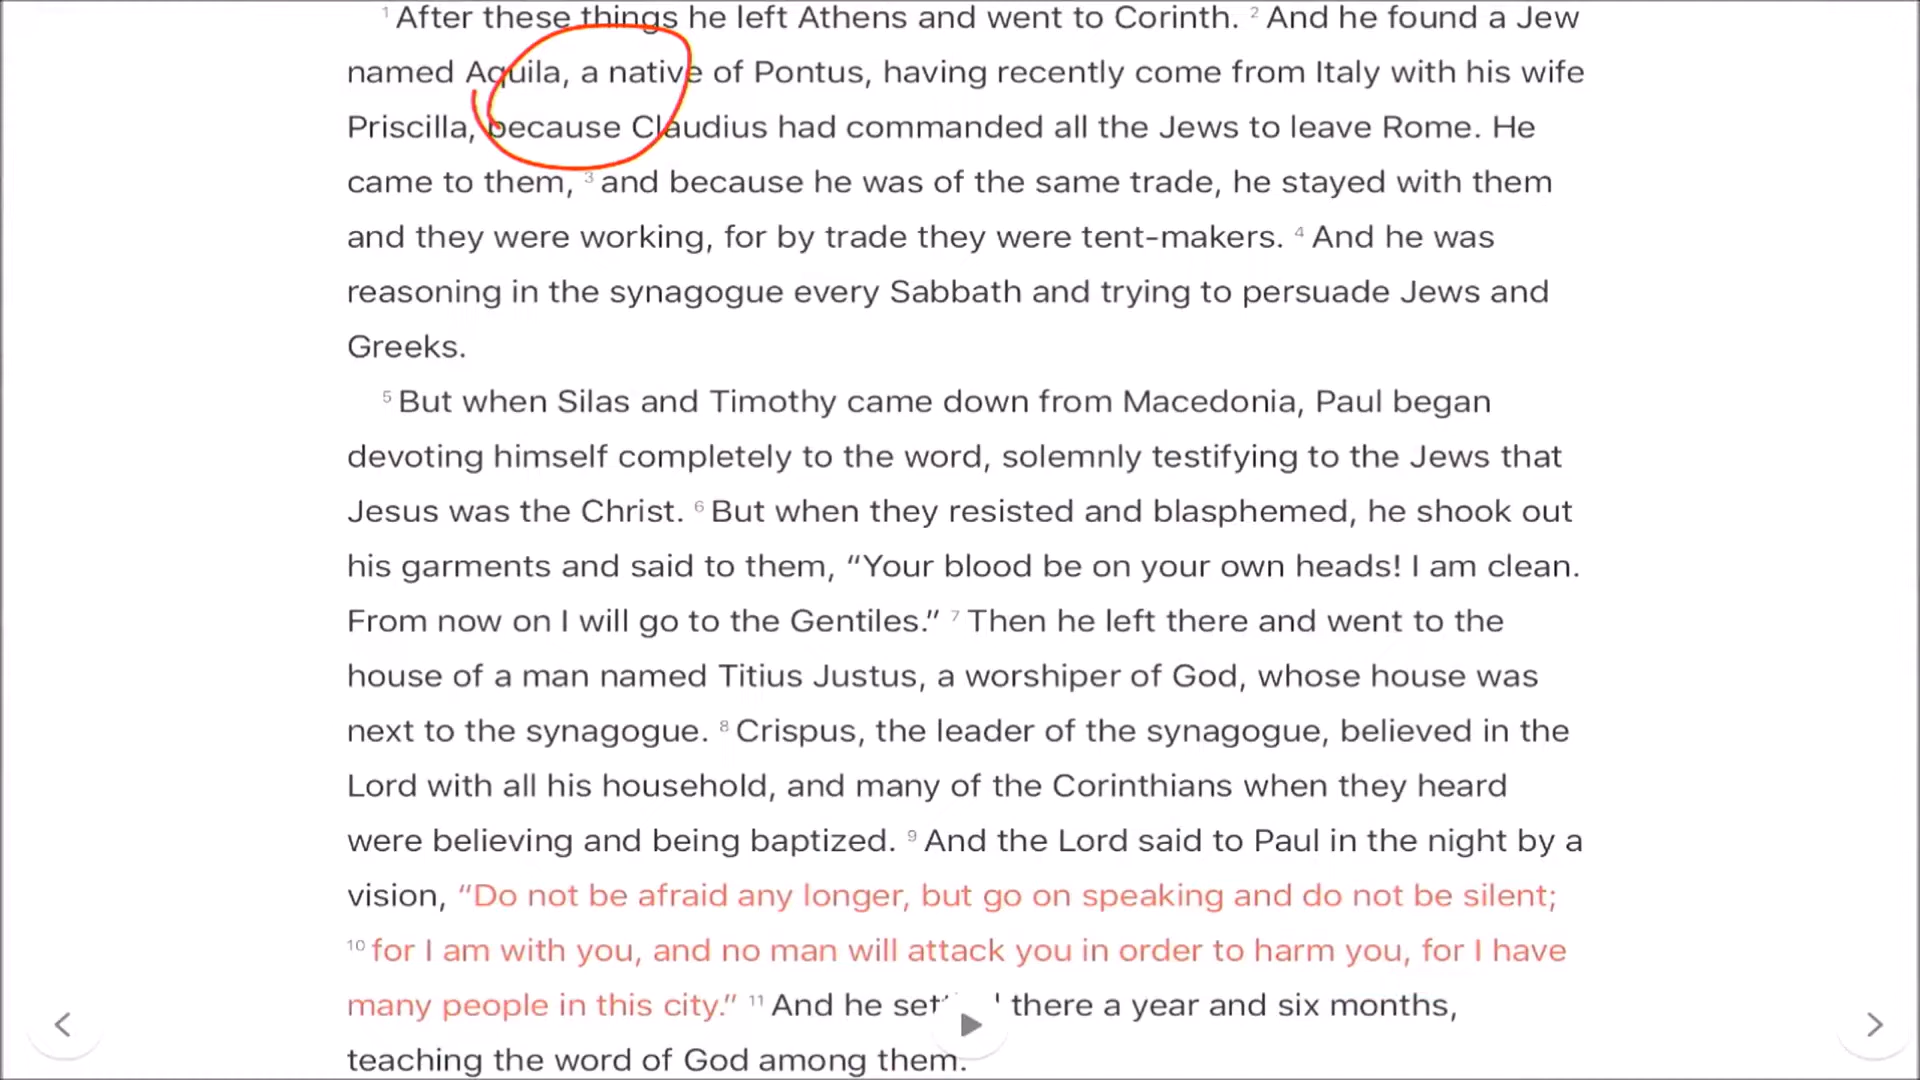 1 After these things he left Athens and went to Corinth. 2 And he found a Jew
named Aquila, a native of Pontus, having recently come from Italy with his wife
Priscilla, because Claudius had commanded all the Jews to leave Rome. He
came to them, 3 and because he was of the same trade, he stayed with them
and they were working, for by trade they were tent-makers. 4 And he was
reasoning in the synagogue every Sabbath and trying to persuade Jews and
Greeks.
5 But when Silas and Timothy came down from Macedonia, Paul began
devoting himself completely to the word, solemnly testifying to the Jews that
Jesus was the Christ. 6 But when they resisted and blasphemed, he shook out
his garments and said to them, “Your blood be on your own heads! I am clean.
From now on I will go to the Gentiles.” 7 Then he left there and went to the
house of a man named Titius Justus, a worshiper of God, whose house was
next to the synagogue. 8 Crispus, the leader of the synagogue, believed in the
Lord with all his household, and many of the Corinthians when they heard
were believing and being baptized. 9 And the Lord said to Paul in the night by a
vision, “Do not be afraid any longer, but go on speaking and do not be silent;
10 for I am with you, and no man will attack you in order to harm you, for I have
many people in this city.” 11 And he there a year and six months,
teaching the word of God among them.